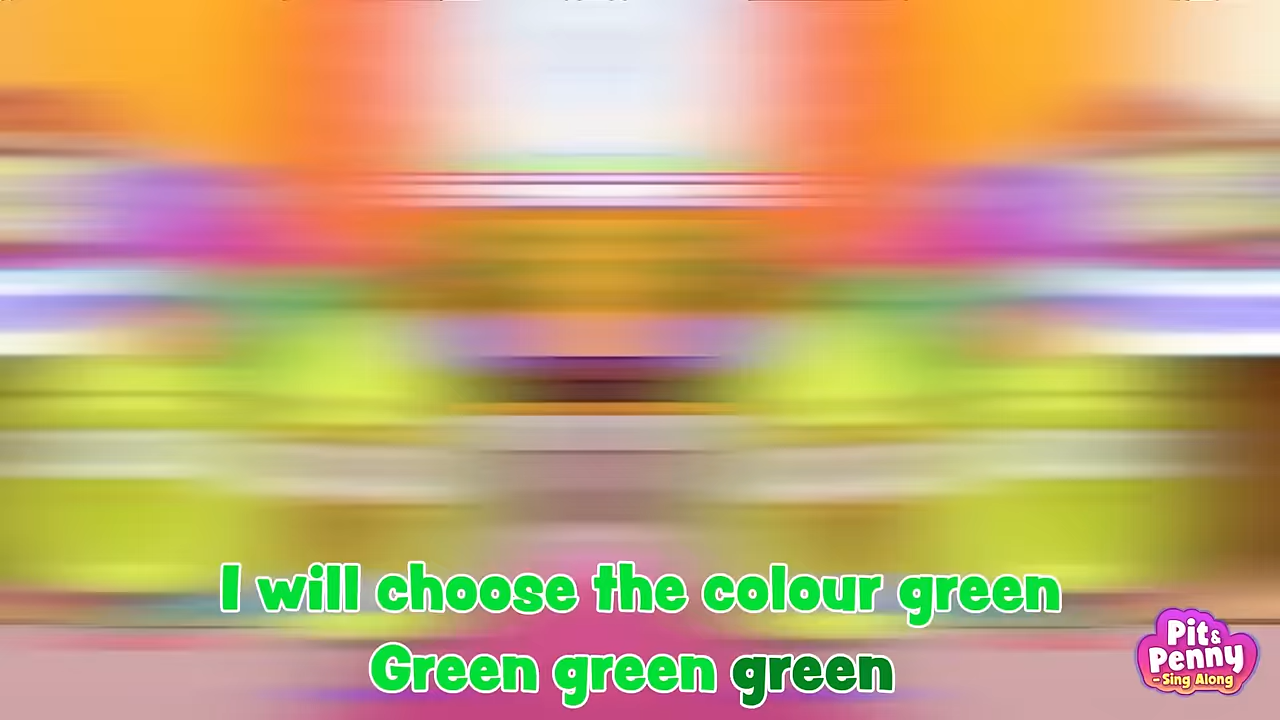 I will choose the colour green
Green green green
Pit &
Penny
- Sing Along